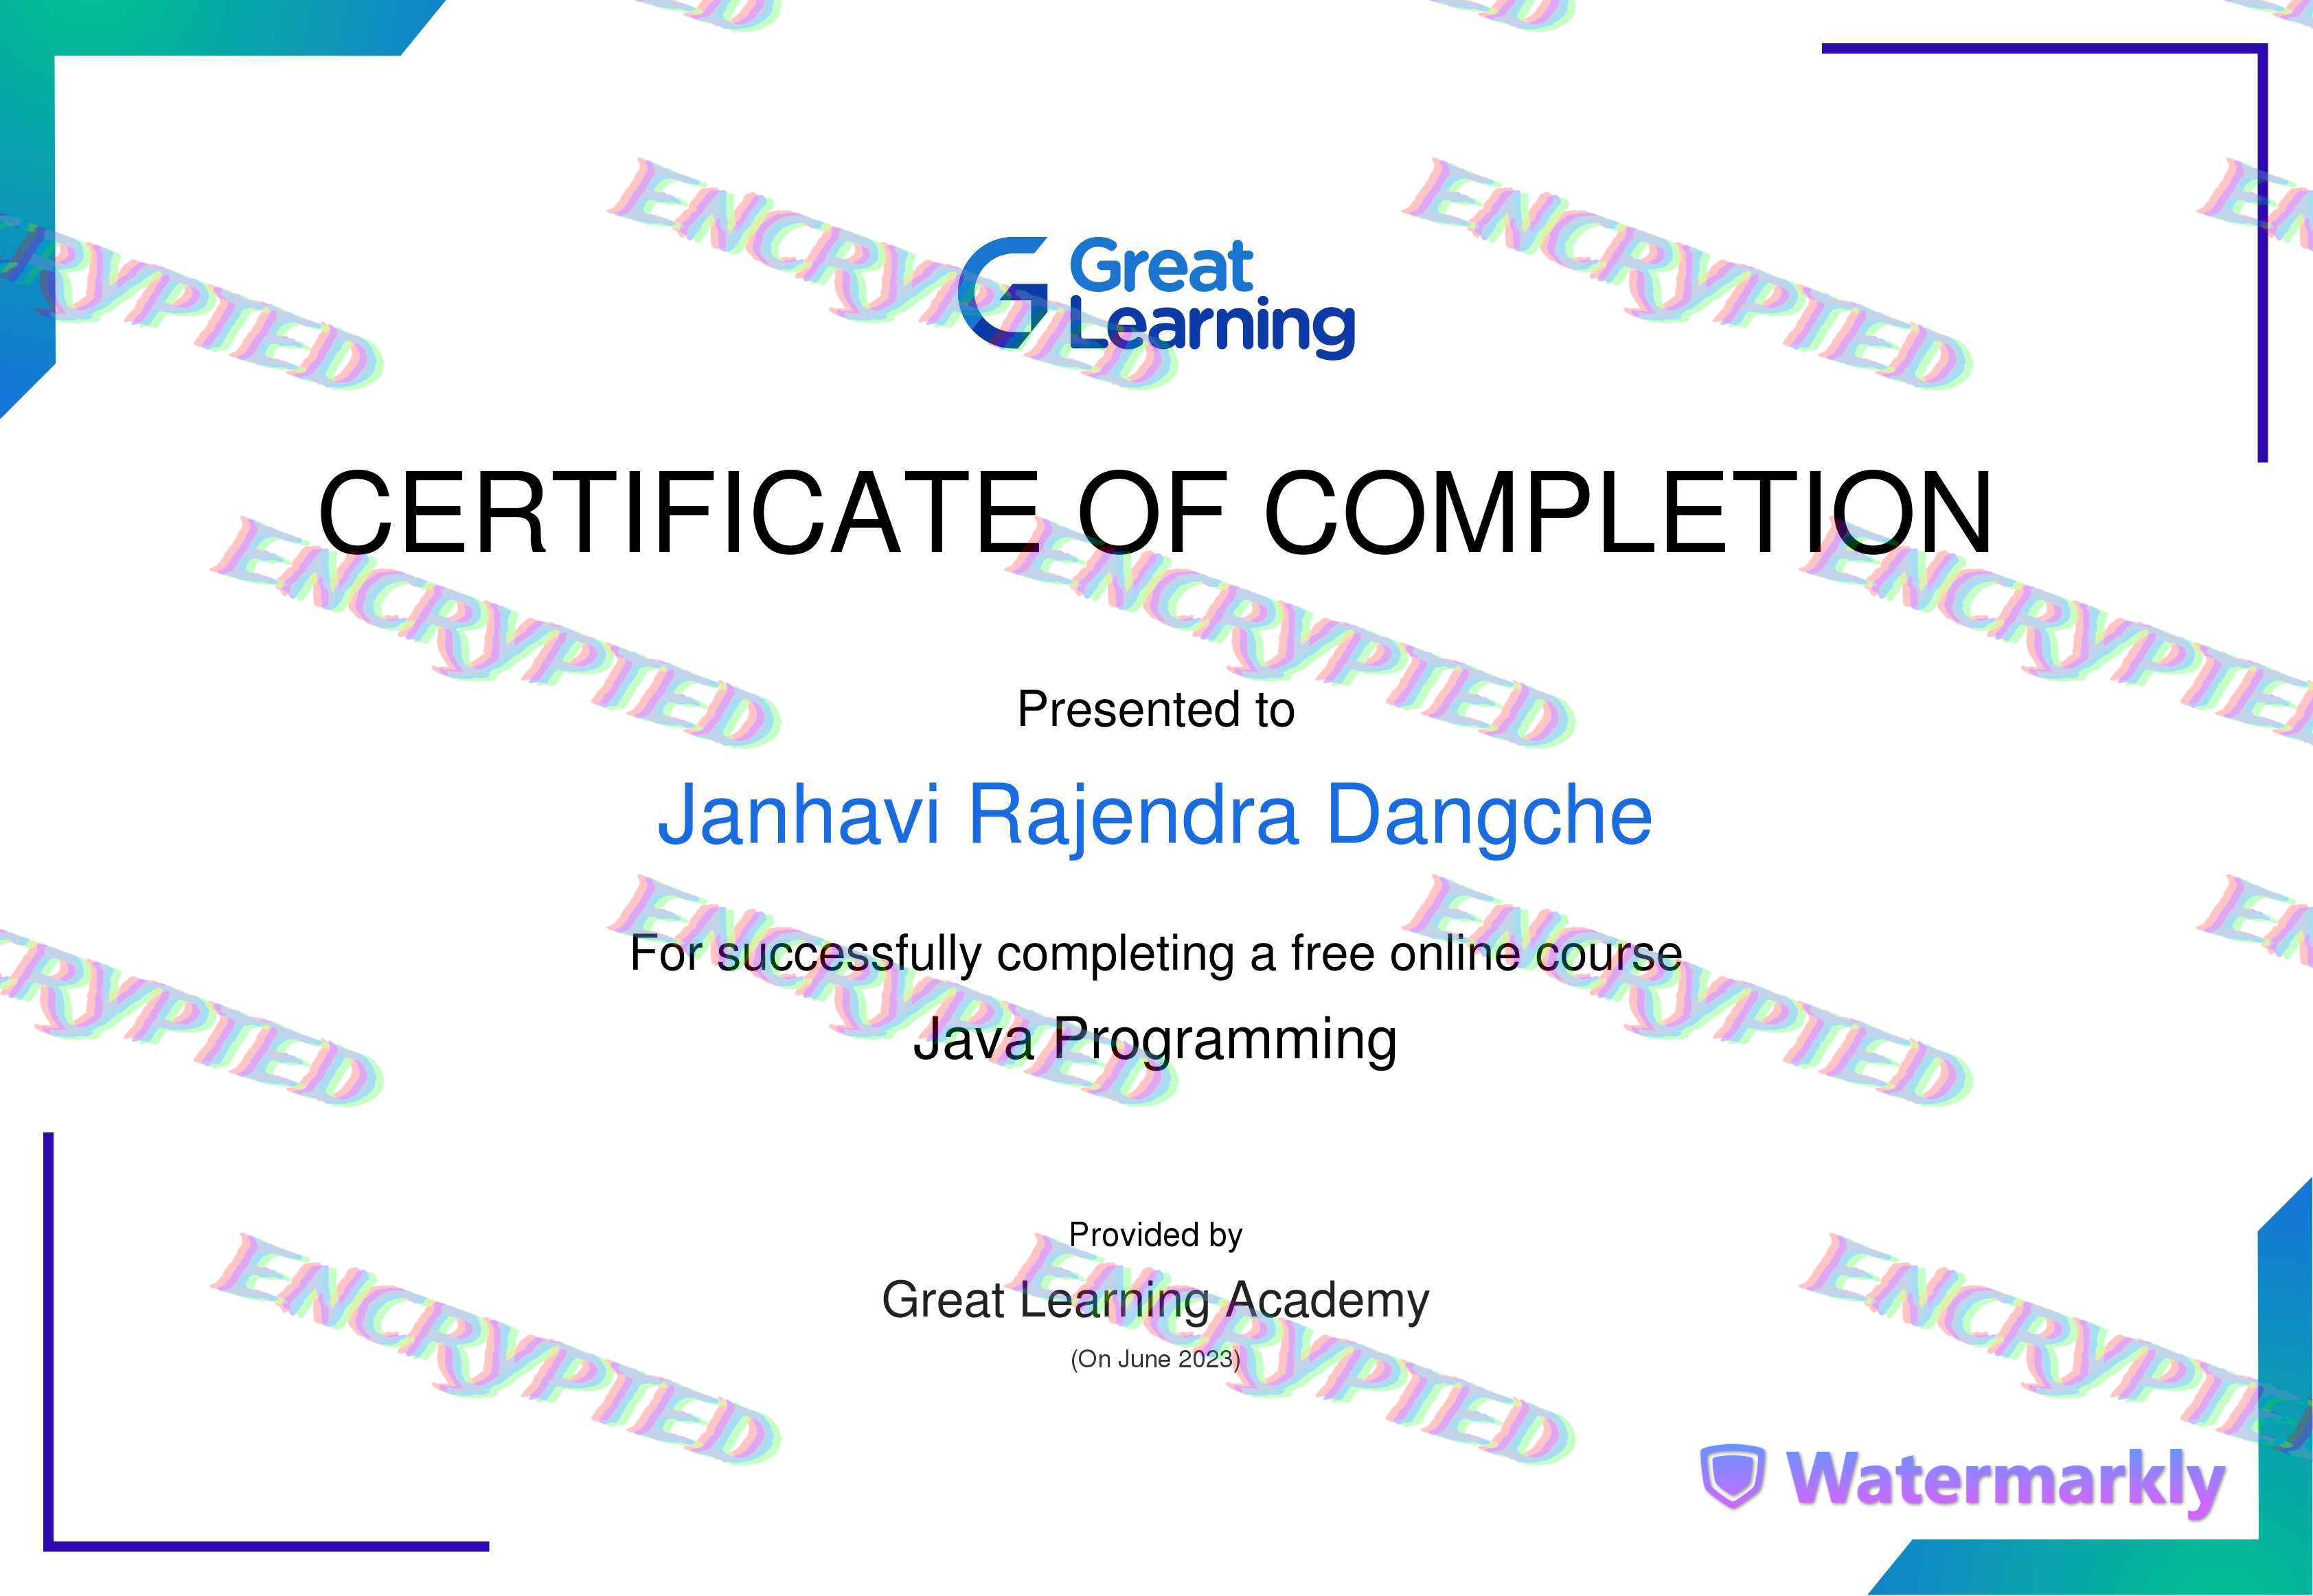 Great
Learning
CERTIFICATE OF COMPLETION
Presented to
Janhavi Rajendra Dangche
For successfully completing a free online course
Java Programming
Provided by
Great Learning Academy
(On June 2023)
Watermarkly
ENCRYPTED
ENCRYPTED
ENCRYPTED
ENCRYPTED
ENCRYPTED
ENCRYPTED
ENCRYPTED
ENCRYPTED
ENCRYPTED